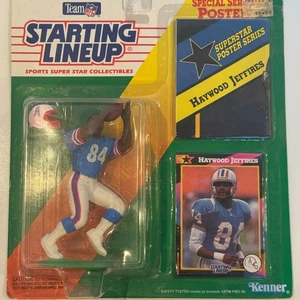 Team NFL
SPECIAL SERIES
POSTER
STARTING
LINEUP
SPORTS SUPER STAR COLLECTIBLES
SUPERSTAR
POSTER SERIES
HAYWOOD JEFFIRES
84
HAYWOOD JEFFIRES
84
Kenner